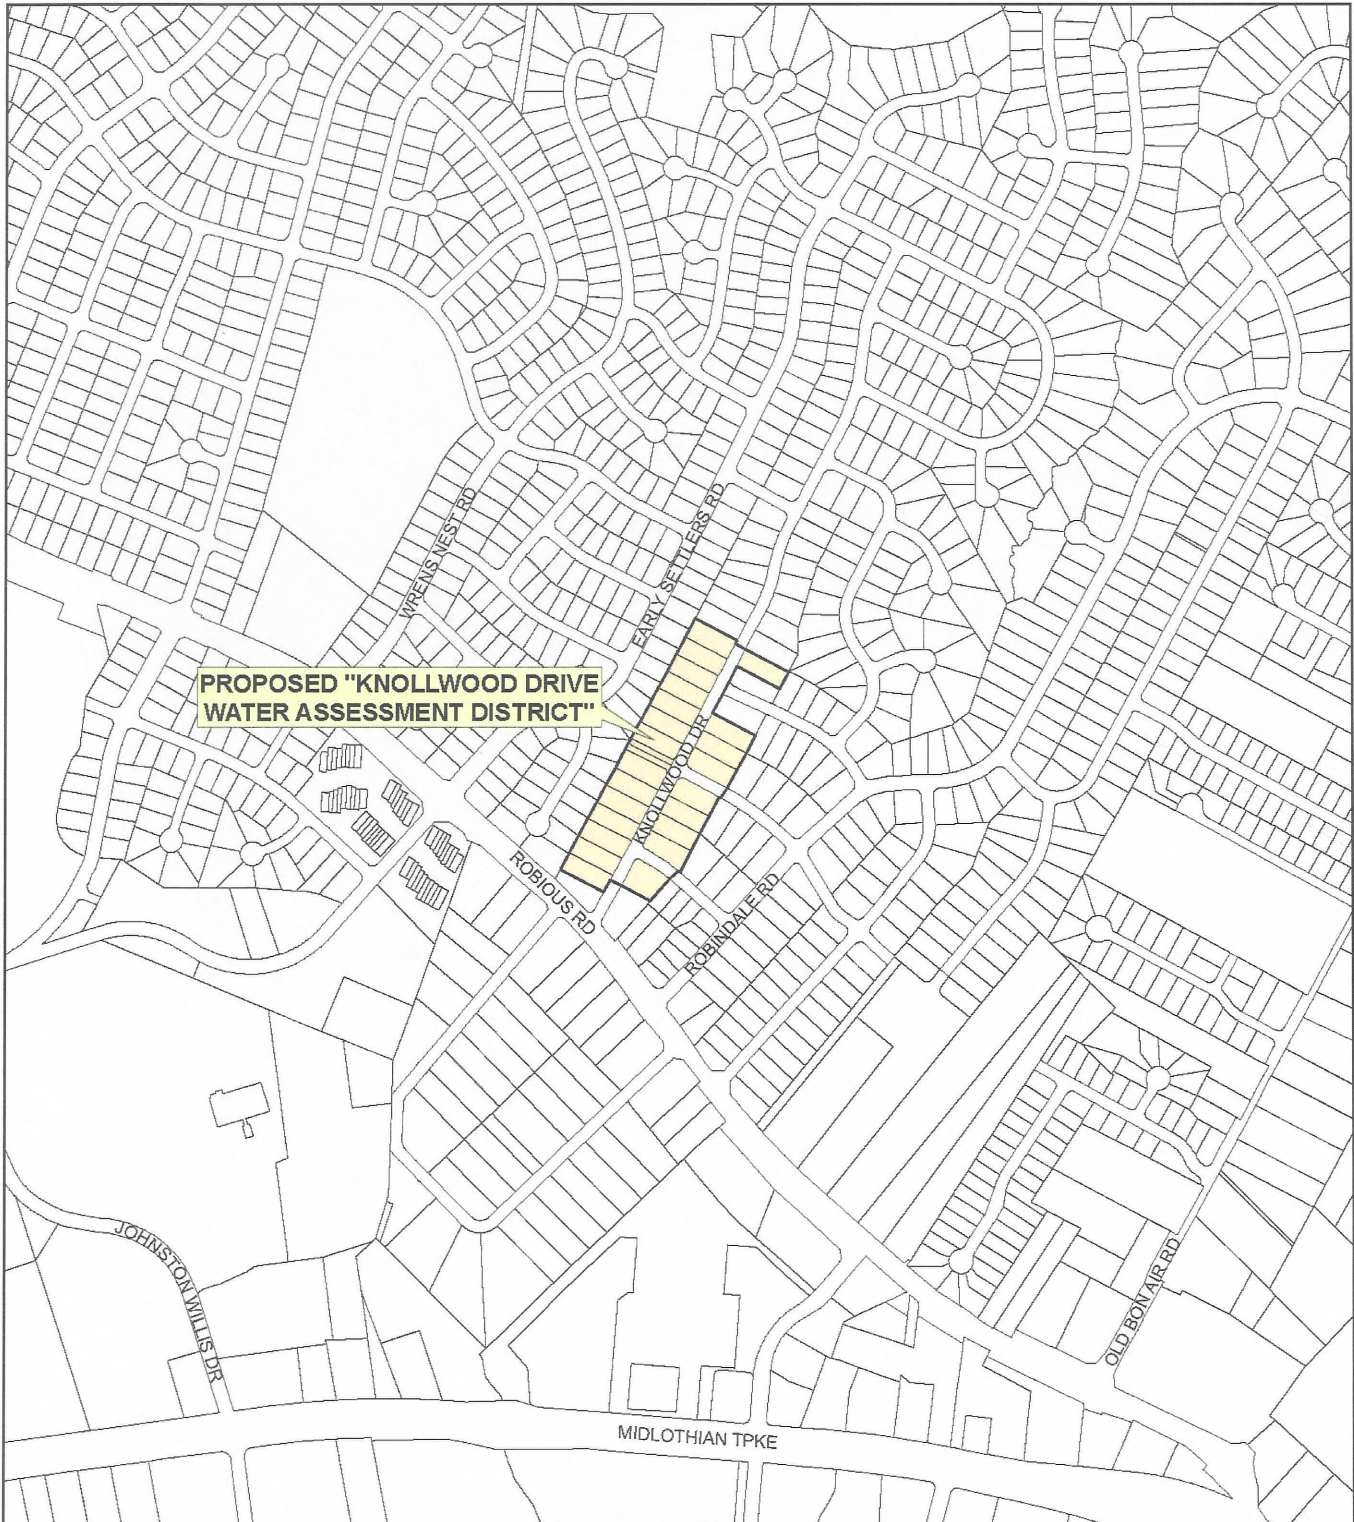 WRENS NEST RD
EARLY SETTLERS RD
PROPOSED "KNOLLWOOD DRIVE
WATER ASSESSMENT DISTRICT"
KNOLLWOOD DR
ROBIOUS RD
ROBINDALE RD
JOHNSTON WILLIS DR
OLD BON AIR RD
MIDLOTHIAN TPKE